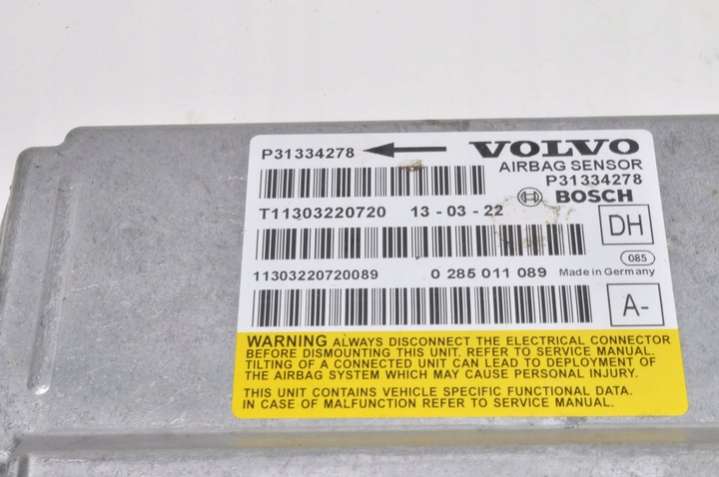 P31334278 VOLVO
AIRBAG SENSOR
P31334278
BOSCH
T11303220720 13 - 03 - 22
DH
085
11303220720089 0 285 011 089 Made in Germany
A-
WARNING ALWAYS DISCONNECT THE ELECTRICAL CONNECTOR
BEFORE DISMOUNTING THIS UNIT. REFER TO SERVICE MANUAL.
TILTING OF A CONNECTED UNIT CAN LEAD TO DEPLOYMENT OF
THE AIRBAG SYSTEM WHICH MAY CAUSE PERSONAL INJURY.
THIS UNIT CONTAINS VEHICLE SPECIFIC FUNCTIONAL DATA.
IN CASE OF MALFUNCTION REFER TO SERVICE MANUAL.